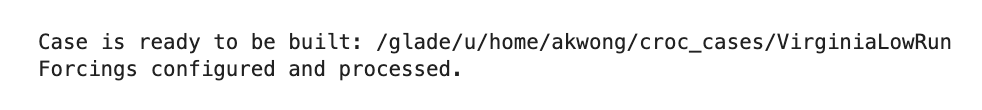 Case is ready to be built: /glade/u/home/akwong/croc_cases/VirginiaLowRun
Forcings configured and processed.